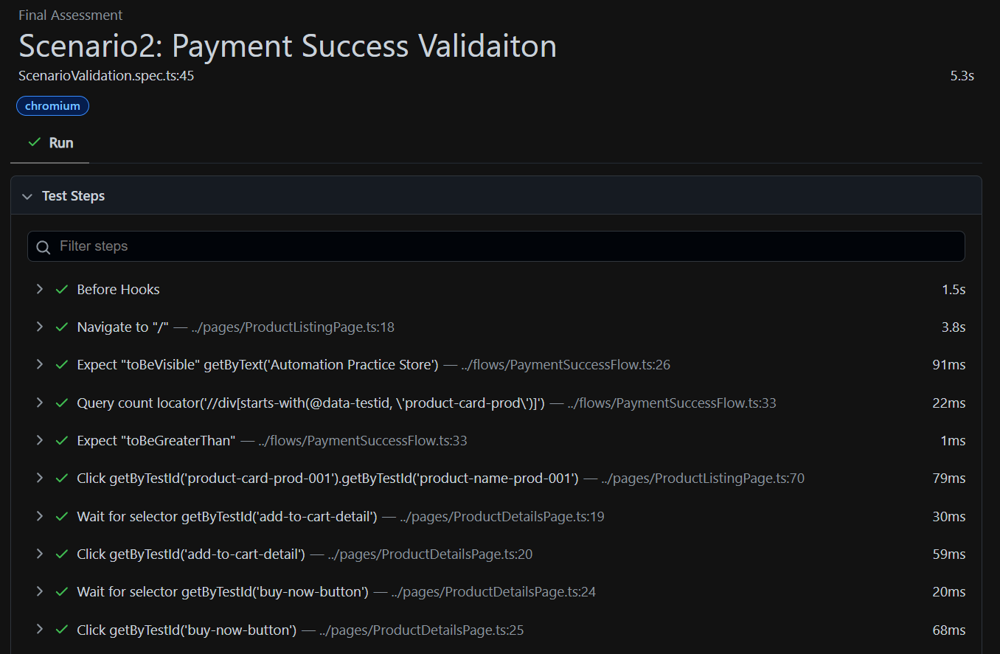 Final Assessment
Scenario2: Payment Success Validaiton
ScenarioValidation.spec.ts:45 5.3s
chromium
Run
Test Steps
Filter steps
Before Hooks 1.5s
Navigate to "/" — ../pages/ProductListingPage.ts:18 3.8s
Expect "toBeVisible" getByText('Automation Practice Store') — ../flows/PaymentSuccessFlow.ts:26 91ms
Query count locator('//div[starts-with(@data-testid, \'product-card-prod\')]') — ../flows/PaymentSuccessFlow.ts:33 22ms
Expect "toBeGreaterThan" — ../flows/PaymentSuccessFlow.ts:33 1ms
Click getByTestId('product-card-prod-001').getByTestId('product-name-prod-001') — ../pages/ProductListingPage.ts:70 79ms
Wait for selector getByTestId('add-to-cart-detail') — ../pages/ProductDetailsPage.ts:19 30ms
Click getByTestId('add-to-cart-detail') — ../pages/ProductDetailsPage.ts:20 59ms
Wait for selector getByTestId('buy-now-button') — ../pages/ProductDetailsPage.ts:24 20ms
Click getByTestId('buy-now-button') — ../pages/ProductDetailsPage.ts:25 68ms